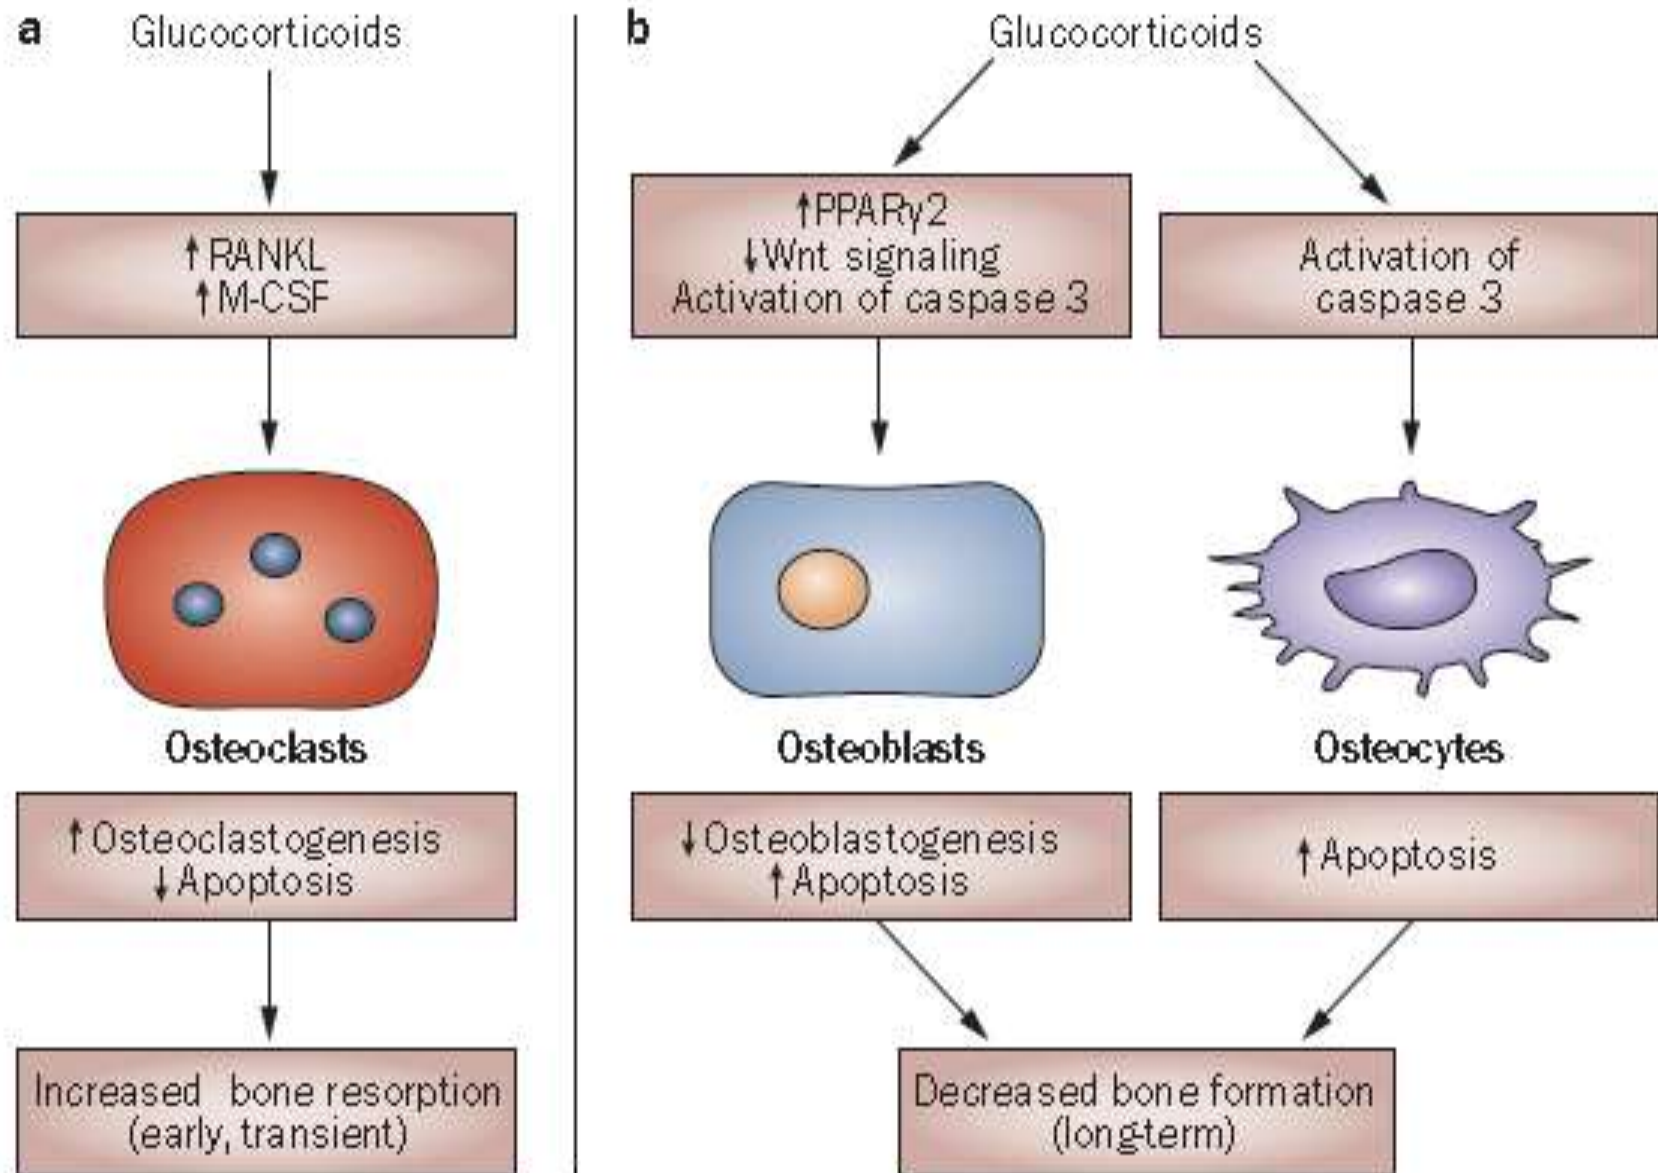 a
Glucocorticoids
↑RANKL
↑M-CSF
Osteoclasts
↑Osteoclastogenesis
↓Apoptosis
Increased bone resorption
(early, transient)
b
Glucocorticoids
↑PPARγ2
↓Wnt signaling
Activation of caspase 3
Osteoblasts
↓Osteoblastogenesis
↑Apoptosis
Activation of
caspase 3
Osteocytes
↑Apoptosis
Decreased bone formation
(long-term)